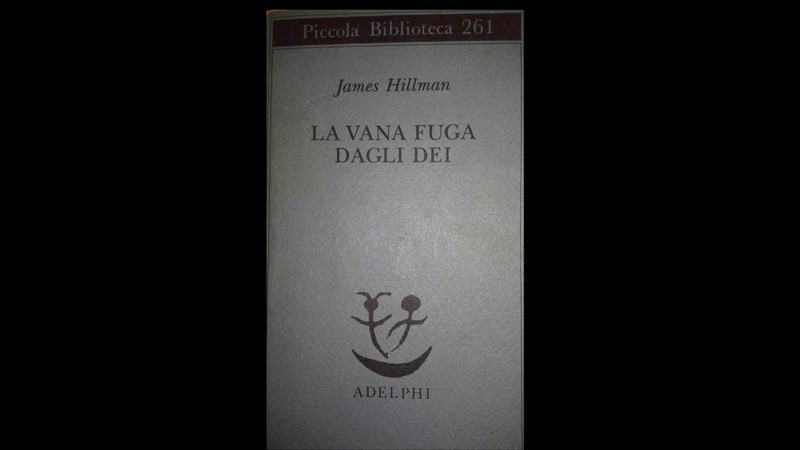 Piccola Biblioteca 261
James Hillman
LA VANA FUGA
DAGLI DEI
ADELPHI